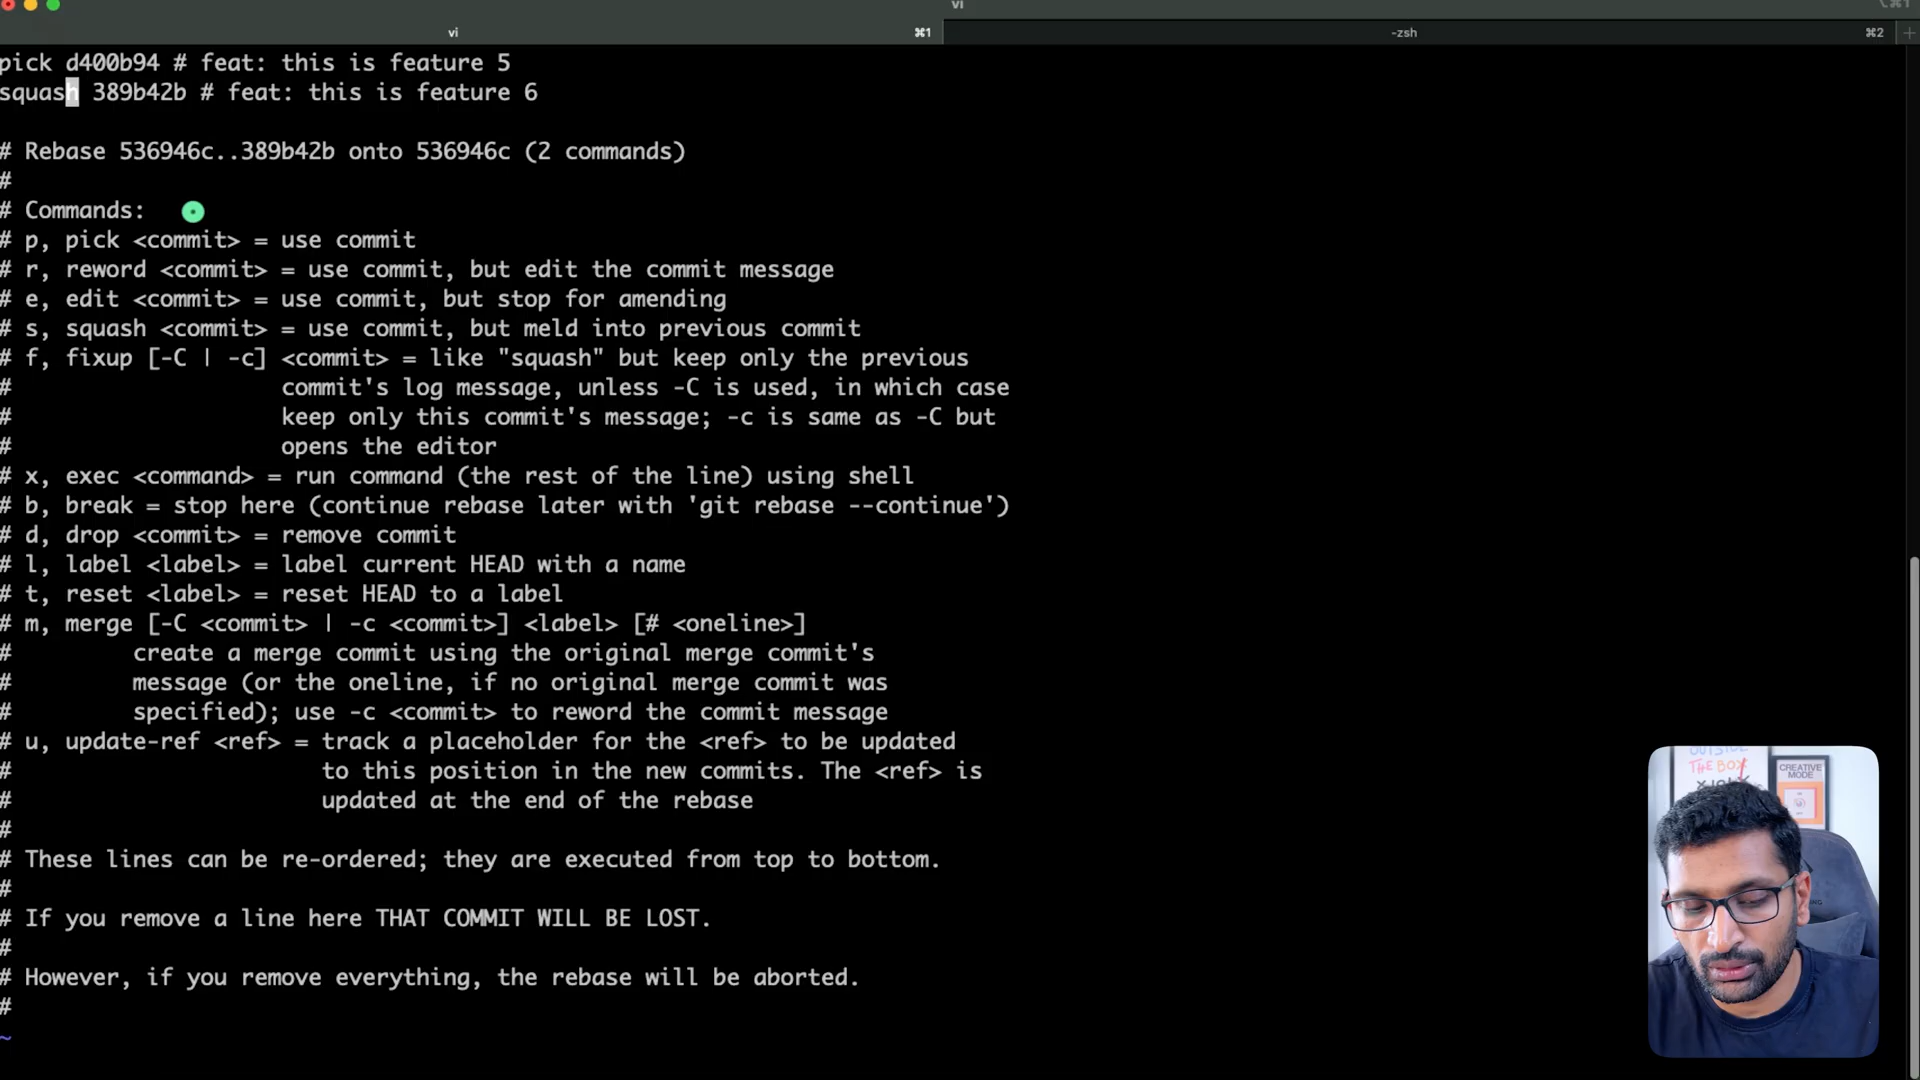 vi
⌥⌘1
vi ⌘1 -zsh ⌘2 +
pick d400b94 # feat: this is feature 5
squash 389b42b # feat: this is feature 6
# Rebase 536946c..389b42b onto 536946c (2 commands)
#
# Commands:
# p, pick <commit> = use commit
# r, reword <commit> = use commit, but edit the commit message
# e, edit <commit> = use commit, but stop for amending
# s, squash <commit> = use commit, but meld into previous commit
# f, fixup [-C | -c] <commit> = like "squash" but keep only the previous
# commit's log message, unless -C is used, in which case
# keep only this commit's message; -c is same as -C but
# opens the editor
# x, exec <command> = run command (the rest of the line) using shell
# b, break = stop here (continue rebase later with 'git rebase --continue')
# d, drop <commit> = remove commit
# l, label <label> = label current HEAD with a name
# t, reset <label> = reset HEAD to a label
# m, merge [-C <commit> | -c <commit>] <label> [# <oneline>]
# create a merge commit using the original merge commit's
# message (or the oneline, if no original merge commit was
# specified); use -c <commit> to reword the commit message
# u, update-ref <ref> = track a placeholder for the <ref> to be updated
# to this position in the new commits. The <ref> is
# updated at the end of the rebase
#
# These lines can be re-ordered; they are executed from top to bottom.
#
# If you remove a line here THAT COMMIT WILL BE LOST.
#
# However, if you remove everything, the rebase will be aborted.
#
~
OUTSIDE
THE BOX
CREATIVE
MODE